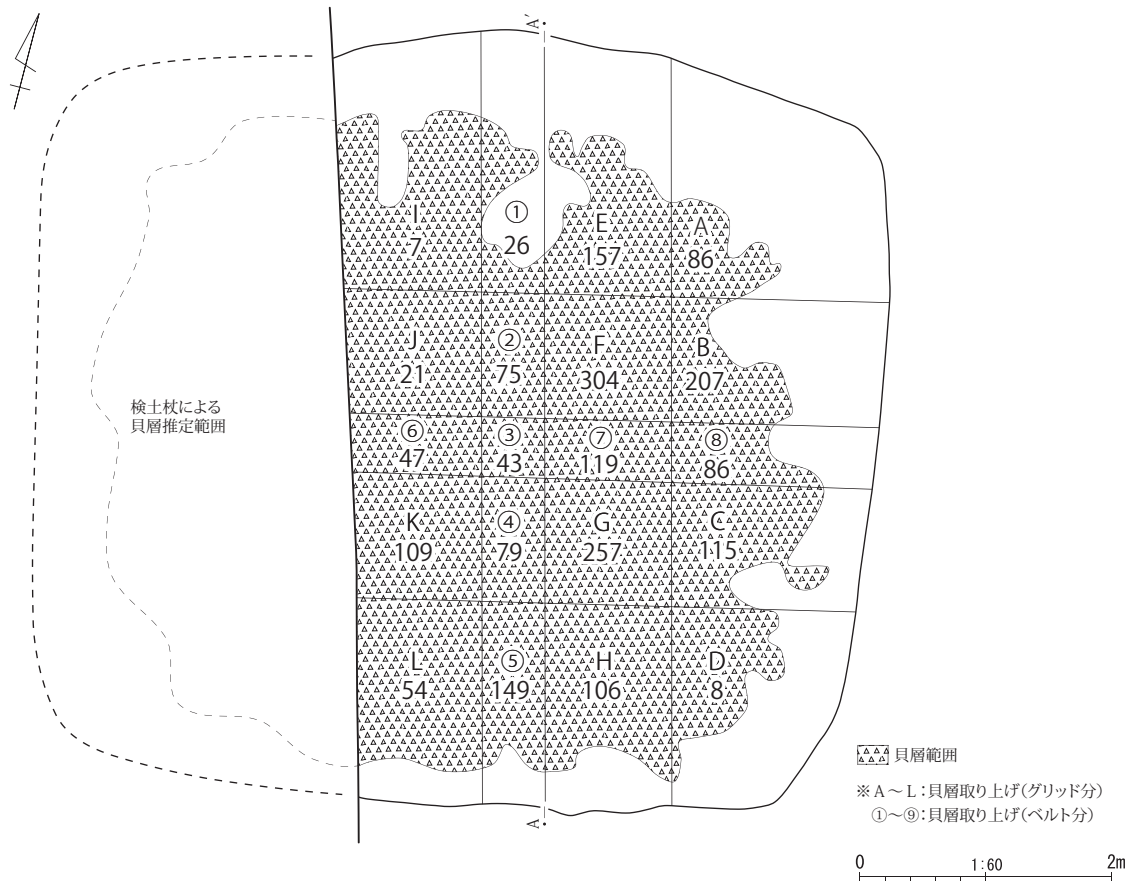 A'
I
7
①
26
E
157
A
86
J
21
②
75
F
304
B
207
検土杖による
貝層推定範囲
⑥
47
③
43
⑦
119
⑧
86
K
109
④
79
G
257
C
115
L
54
⑤
149
H
106
D
8
A
貝層範囲
※A～L：貝層取り上げ(グリッド分)
①～⑨：貝層取り上げ(ベルト分)
0 1:60 2m